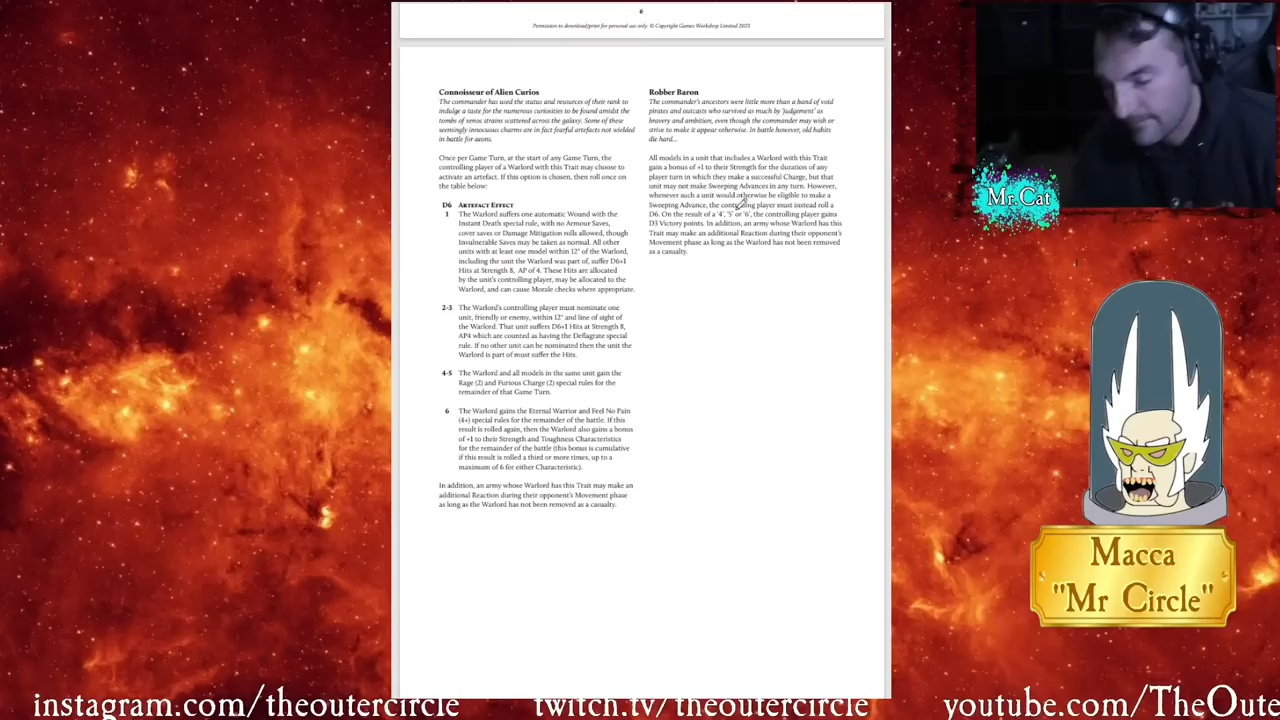 6
Permission to download/print for personal use only. © Copyright Games Workshop Limited 2023
Connoisseur of Alien Curios
The commander has used the status and resources of their rank to
indulge a taste for the numerous curiosities to be found amidst the
tombs of xenos strains scattered across the galaxy. Some of these
seemingly innocuous charms are in fact fearful artefacts not wielded
in battle for aeons.
Once per Game Turn, at the start of any Game Turn, the
controlling player of a Warlord with this Trait may choose to
activate an artefact. If this option is chosen, then roll once on
the table below:
D6 Artefact Effect
1 The Warlord suffers one automatic Wound with the
Instant Death special rule, with no Armour Saves,
cover saves or Damage Mitigation rolls allowed, though
Invulnerable Saves may be taken as normal. All other
units with at least one model within 12" of the Warlord,
including the unit the Warlord was part of, suffer D6+1
Hits at Strength 8, AP of 4. These Hits are allocated
by the unit's controlling player, may be allocated to the
Warlord, and can cause Morale checks where appropriate.
2-3 The Warlord's controlling player must nominate one
unit, friendly or enemy, within 12" and line of sight of
the Warlord. That unit suffers D6+1 Hits at Strength 8,
AP4 which are counted as having the Deflagrate special
rule. If no other unit can be nominated then the unit the
Warlord is part of must suffer the Hits.
4-5 The Warlord and all models in the same unit gain the
Rage (2) and Furious Charge (2) special rules for the
remainder of that Game Turn.
6 The Warlord gains the Eternal Warrior and Feel No Pain
(4+) special rules for the remainder of the battle. If this
result is rolled again, then the Warlord also gains a bonus
of +1 to their Strength and Toughness Characteristics
for the remainder of the battle (this bonus is cumulative
if this result is rolled a third or more times, up to a
maximum of 6 for either Characteristic).
In addition, an army whose Warlord has this Trait may make an
additional Reaction during their opponent's Movement phase
as long as the Warlord has not been removed as a casualty.
Robber Baron
The commander's ancestors were little more than a band of void
pirates and outcasts who survived as much by 'judgement' as
bravery and ambition, even though the commander may wish or
strive to make it appear otherwise. In battle however, old habits
die hard...
All models in a unit that includes a Warlord with this Trait
gain a bonus of +1 to their Strength for the duration of any
player turn in which they make a successful Charge, but that
unit may not make Sweeping Advances in any turn. However,
whenever such a unit would otherwise be eligible to make a
Sweeping Advance, the controlling player must instead roll a
D6. On the result of a '4', '5' or '6', the controlling player gains
D3 Victory points. In addition, an army whose Warlord has this
Trait may make an additional Reaction during their opponent's
Movement phase as long as the Warlord has not been removed
as a casualty.
Mr.Cat
Macca
"Mr Circle"
instagram.com/theoutercircle twitch.tv/theoutercircle youtube.com/TheOute